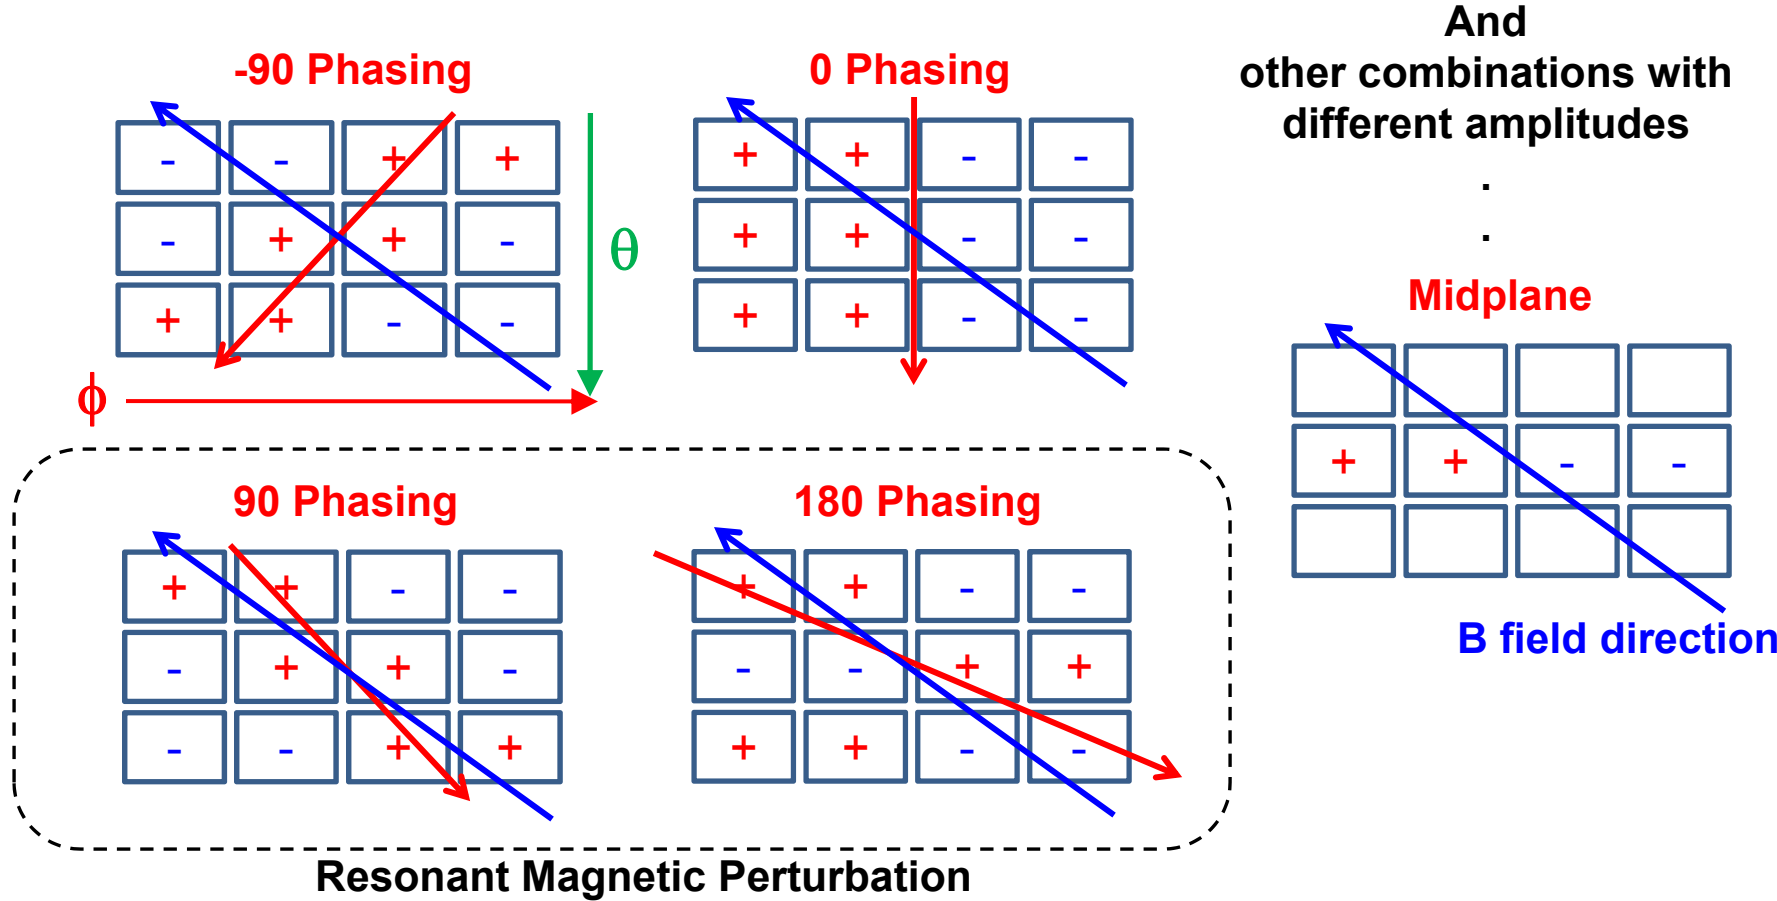 -90 Phasing
- - + +
- + + -
+ + - -
θ
ϕ
0 Phasing
+ + - -
+ + - -
+ + - -
And
other combinations with
different amplitudes
.
.
Midplane
+ + - -
B field direction
90 Phasing
+ + - -
- + + -
- - + +
180 Phasing
+ + - -
- - + +
+ + - -
Resonant Magnetic Perturbation